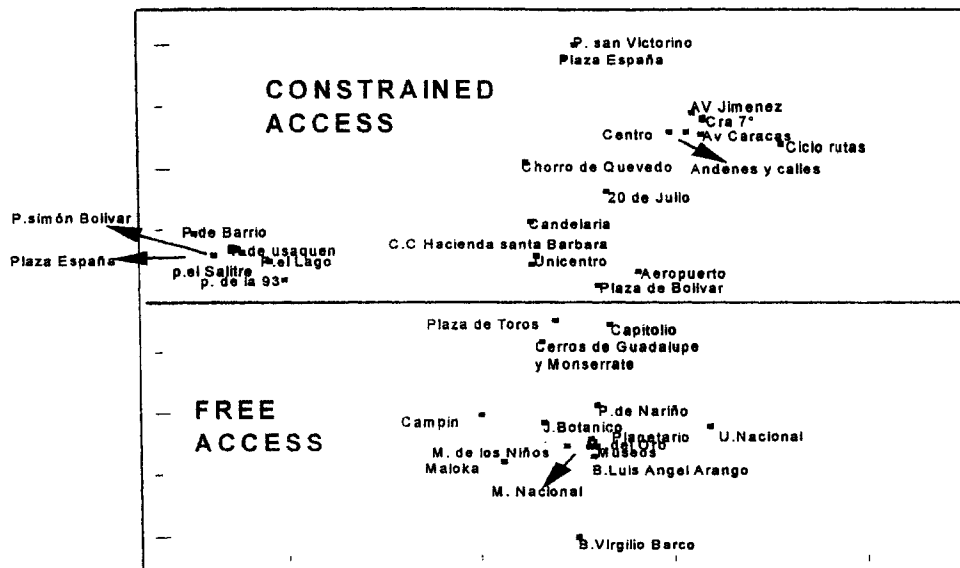 P. san Victorino
Plaza España
CONSTRAINED
ACCESS
AV Jimenez
Cra 7ª
Centro
Av Caracas
Ciclo rutas
Chorro de Quevedo
Andenes y calles
20 de Julio
P.simón Bolivar
P.de Barrio
Candelaria
C.C Hacienda santa Barbara
de usaquen
Plaza España
P.el Lago
Unicentro
p.el Salitre
Aeropuerto
p. de la 93ª
Plaza de Bolivar
Plaza de Toros
Capitolio
Cerros de Guadalupe
y Monserrate
FREE
ACCESS
P.de Nariño
Campin
J.Botanico
Planetario
U.Nacional
del Oro
M. de los Niños
Museos
Maloka
B.Luis Angel Arango
M. Nacional
B.Virgilio Barco